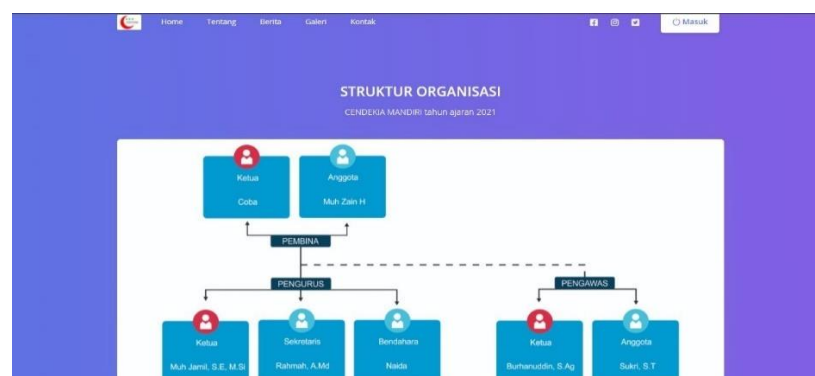 Home Tentang Berita Galeri Kontak Masuk
STRUKTUR ORGANISASI
CENDEKIA MANDIRI tahun ajaran 2021
Ketua Anggota
Coba Muh Zain H
PEMBINA
PENGURUS PENGAWAS
Ketua Sekretaris Bendahara Ketua Anggota
Muh Jamil, S.E, M.Si Rahmah, A.Md Naida Burhanuddin, S.Ag Sukri, S.T